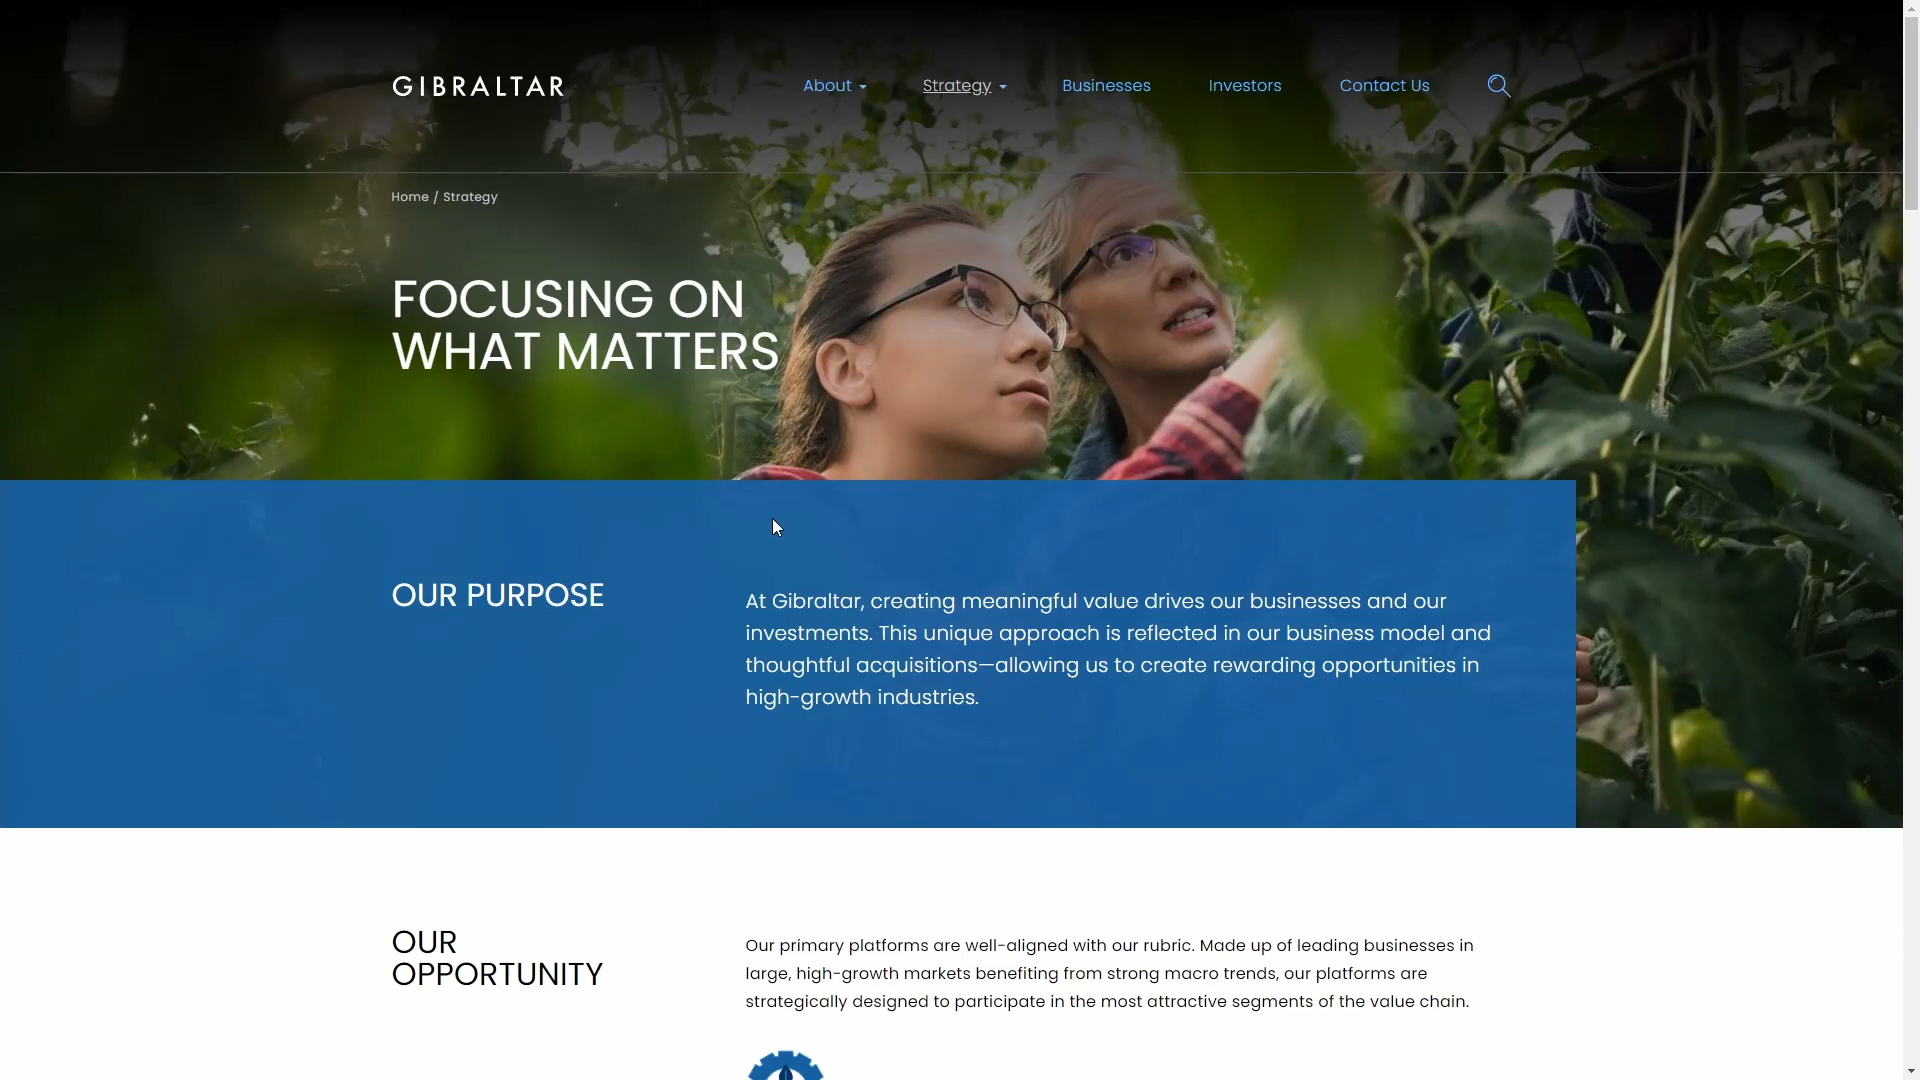 GIBRALTAR
About
Strategy
Businesses
Investors
Contact Us
Home / Strategy
FOCUSING ON
WHAT MATTERS
OUR PURPOSE
At Gibraltar, creating meaningful value drives our businesses and our
investments. This unique approach is reflected in our business model and
thoughtful acquisitions—allowing us to create rewarding opportunities in
high-growth industries.
OUR
OPPORTUNITY
Our primary platforms are well-aligned with our rubric. Made up of leading businesses in
large, high-growth markets benefiting from strong macro trends, our platforms are
strategically designed to participate in the most attractive segments of the value chain.